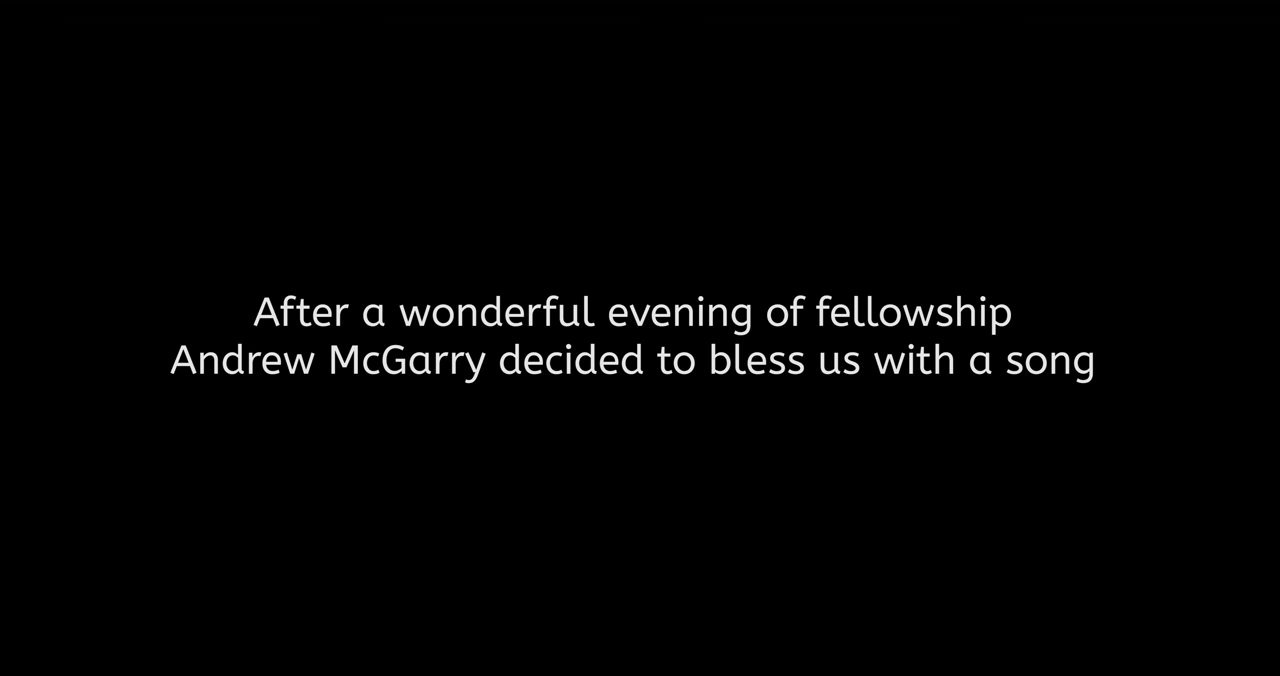 After a wonderful evening of fellowship
Andrew McGarry decided to bless us with a song